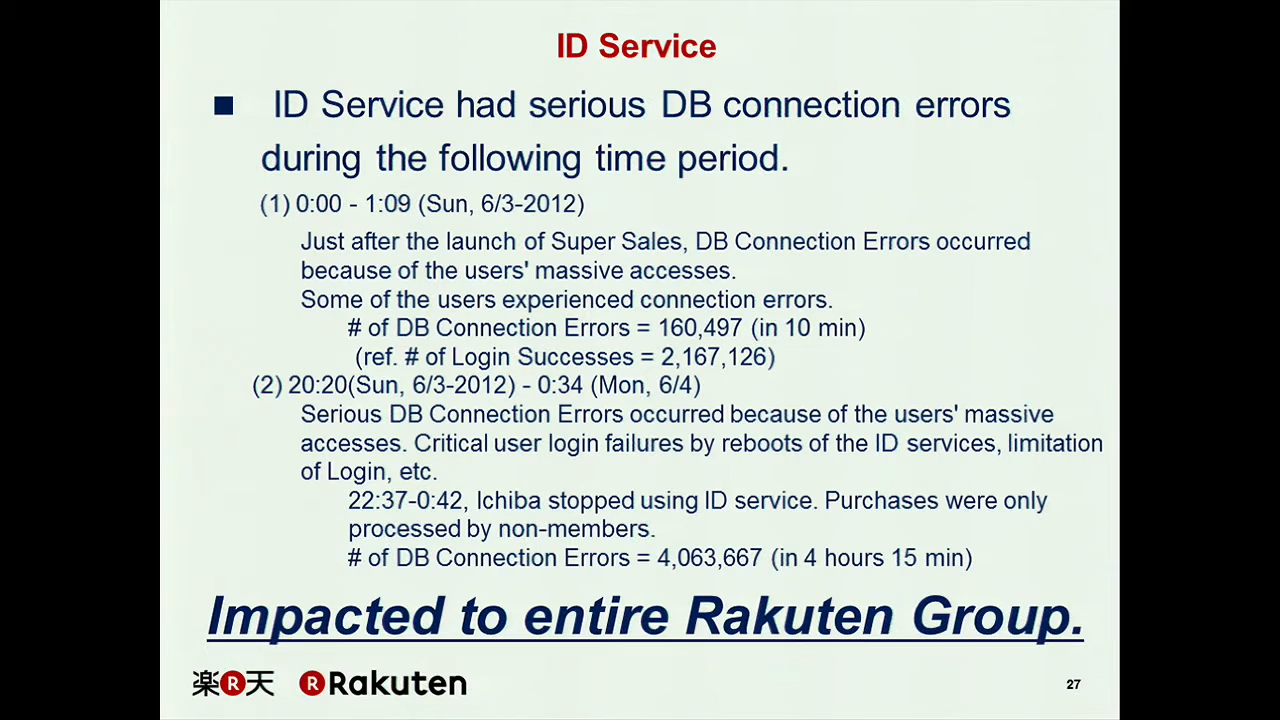 ID Service
ID Service had serious DB connection errors
during the following time period.
(1) 0:00 - 1:09 (Sun, 6/3-2012)
Just after the launch of Super Sales, DB Connection Errors occurred
because of the users' massive accesses.
Some of the users experienced connection errors.
# of DB Connection Errors = 160,497 (in 10 min)
(ref. # of Login Successes = 2,167,126)
(2) 20:20(Sun, 6/3-2012) - 0:34 (Mon, 6/4)
Serious DB Connection Errors occurred because of the users' massive
accesses. Critical user login failures by reboots of the ID services, limitation
of Login, etc.
22:37-0:42, Ichiba stopped using ID service. Purchases were only
processed by non-members.
# of DB Connection Errors = 4,063,667 (in 4 hours 15 min)
Impacted to entire Rakuten Group.
楽R天 R Rakuten
27